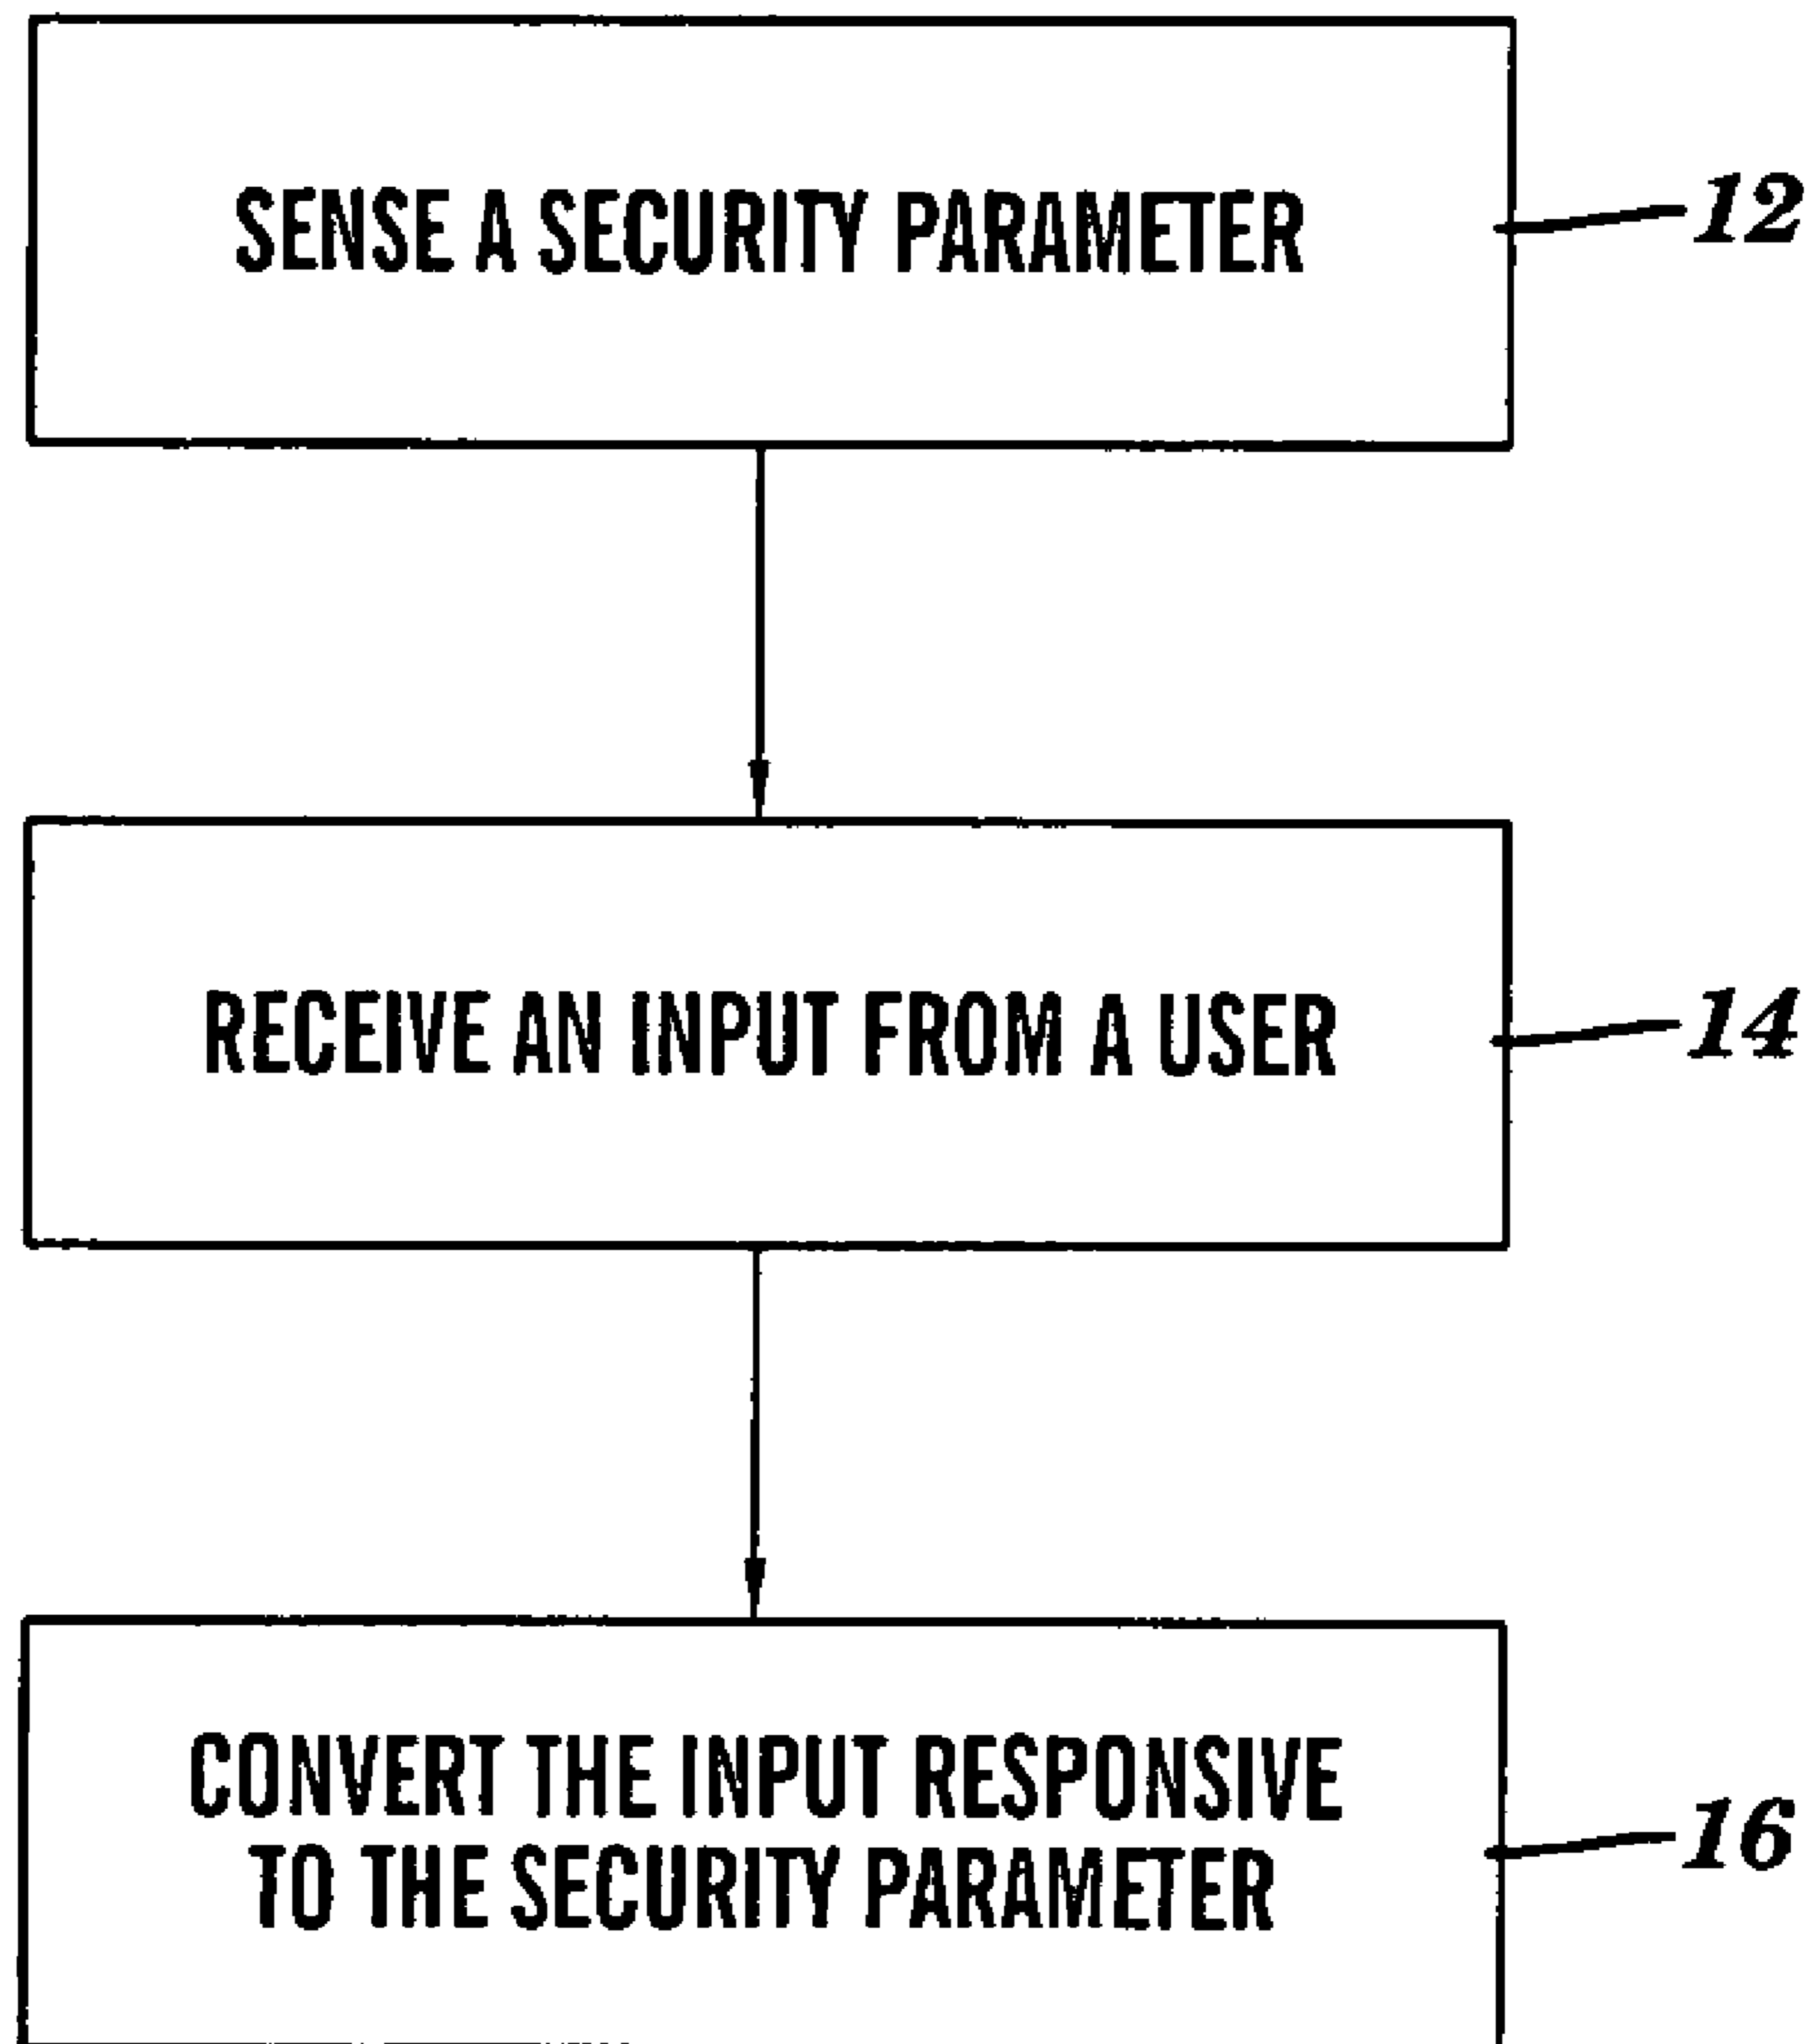 SENSE A SECURITY PARAMETER
12
RECEIVE AN INPUT FROM A USER
14
CONVERT THE INPUT RESPONSIVE
TO THE SECURITY PARAMETER
16